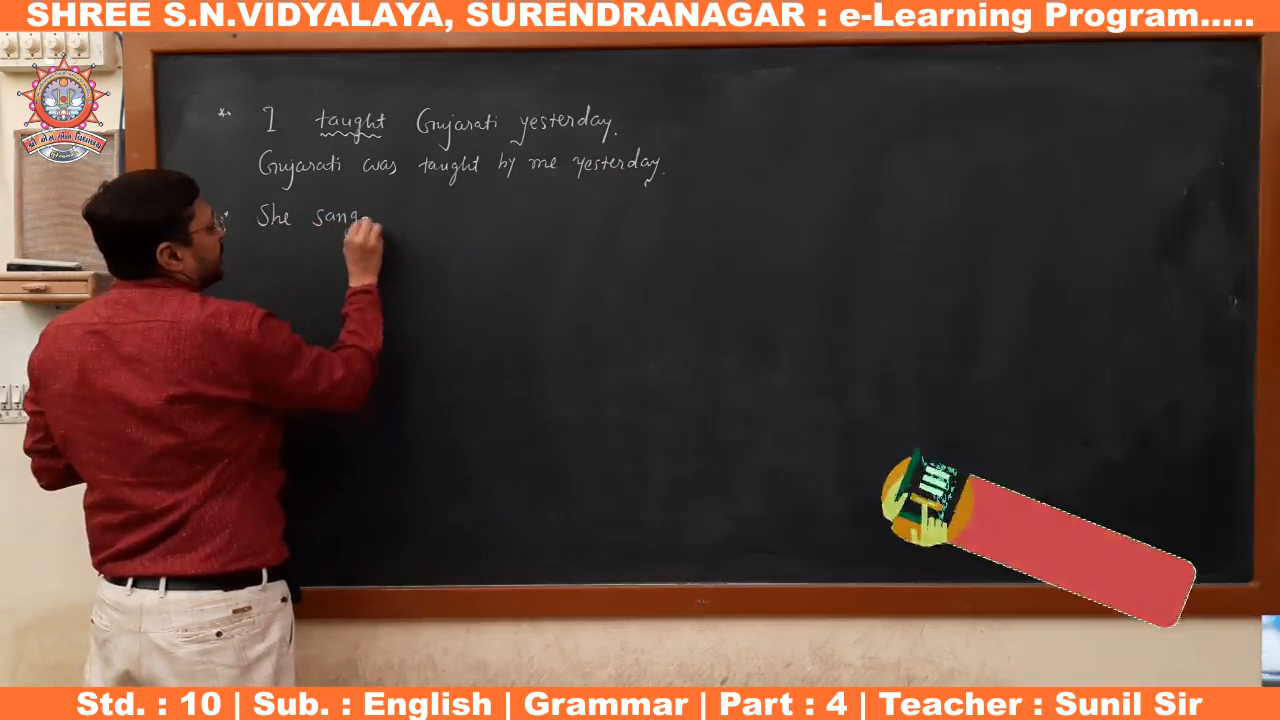 SHREE S.N.VIDYALAYA, SURENDRANAGAR : e-Learning Program.....
I taught Gujarati yesterday.
Gujarati was taught by me yesterday.
She sang
Std. : 10 | Sub. : English | Grammar | Part : 4 | Teacher : Sunil Sir